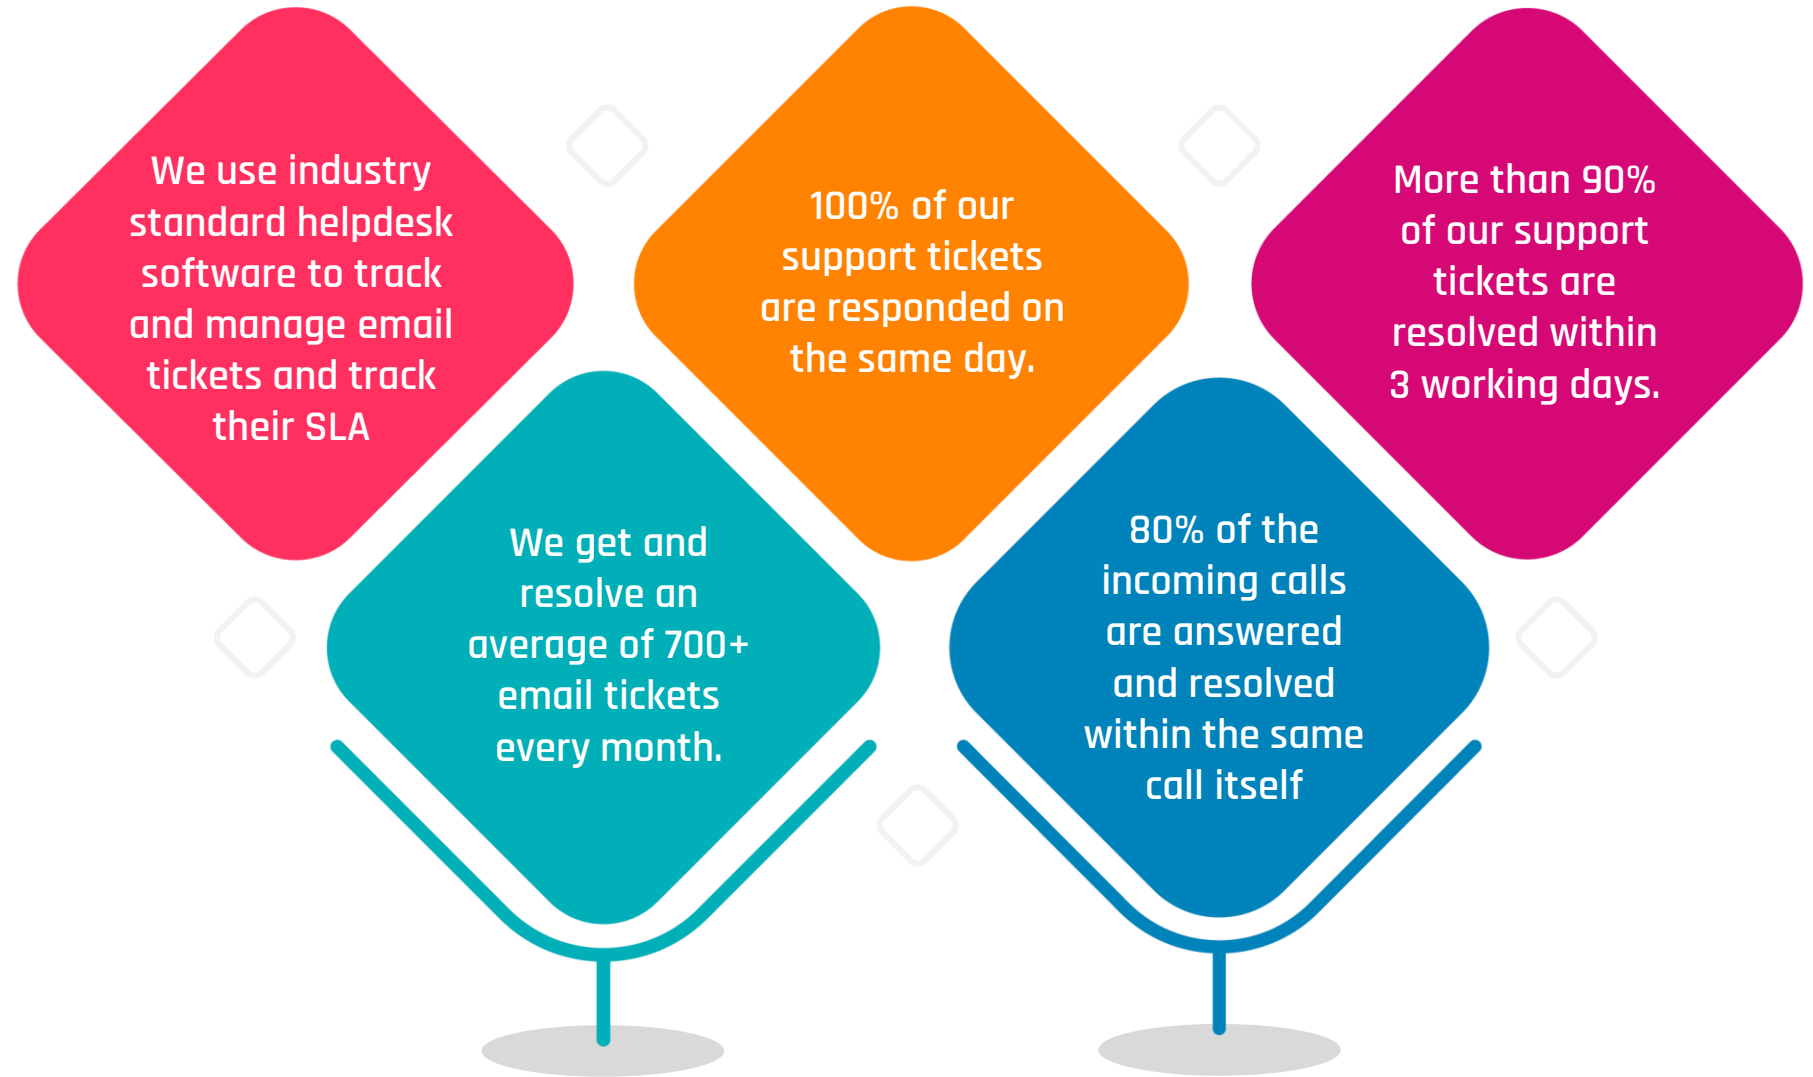 We use industry
standard helpdesk
software to track
and manage email
tickets and track
their SLA
100% of our
support tickets
are responded on
the same day.
More than 90%
of our support
tickets are
resolved within
3 working days.
We get and
resolve an
average of 700+
email tickets
every month.
80% of the
incoming calls
are answered
and resolved
within the same
call itself